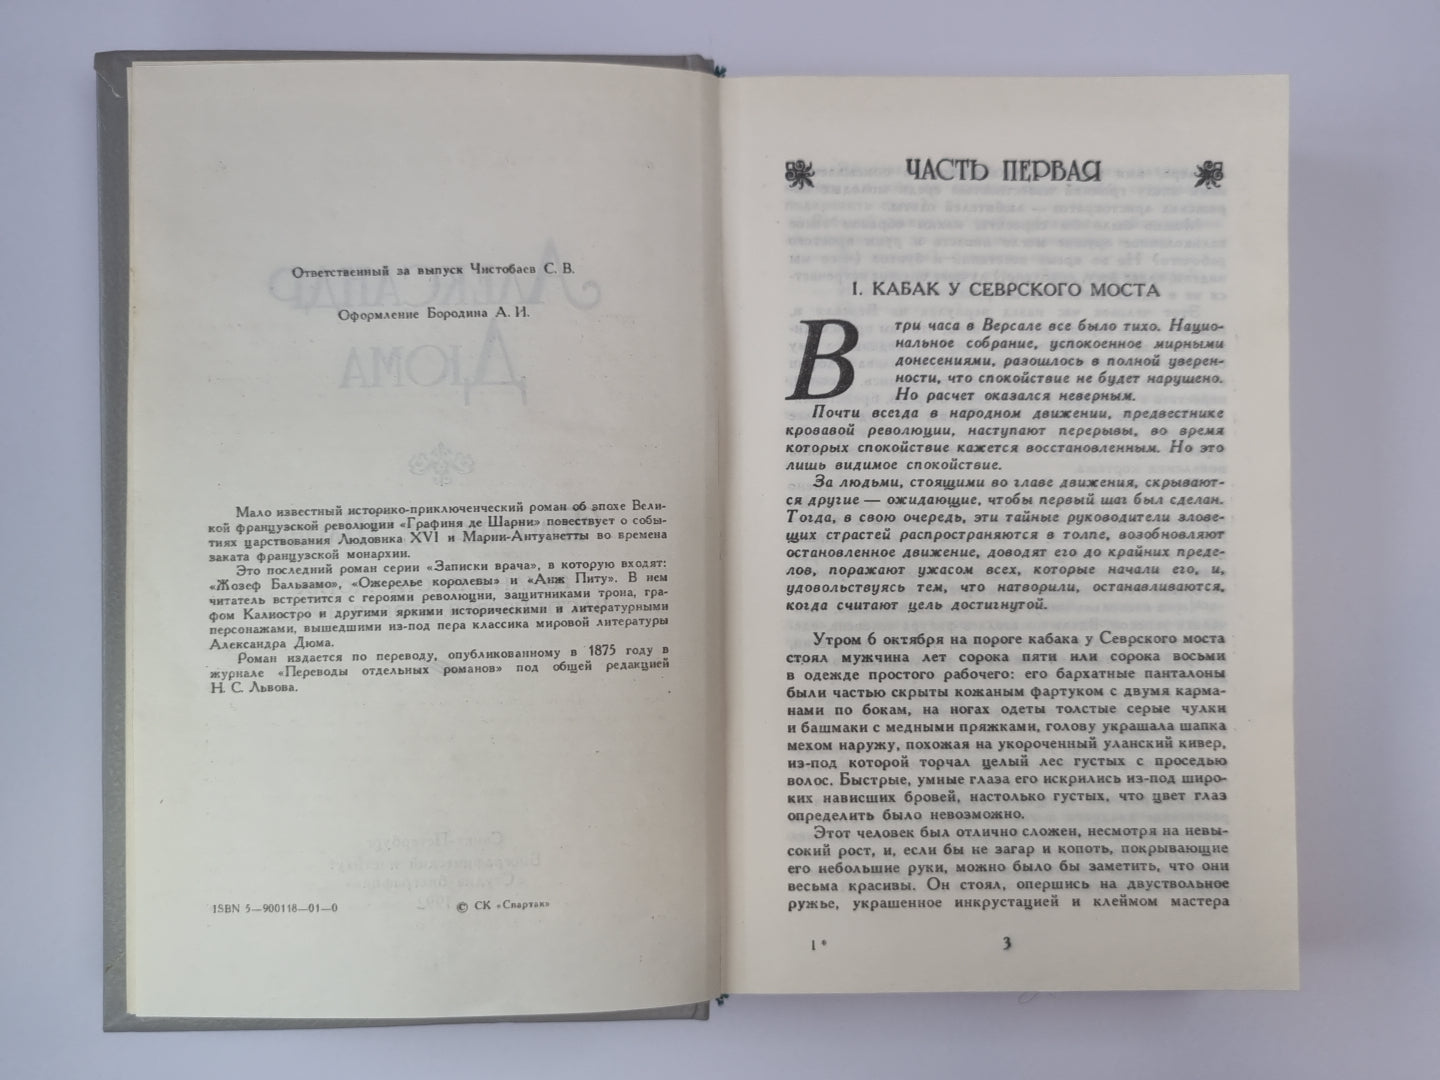 Ответственный за выпуск Чистобаев С. В.
Оформление Бородина А. И.
Мало известный историко-приключенческий роман об эпохе Вели-
кой французской революции «Графиня де Шарни» повествует о собы-
тиях царствования Людовика XVI и Марии-Антуанетты во времена
заката французской монархии.
Это последний роман серии «Записки врача», в которую входят:
«Жозеф Бальзамо», «Ожерелье королевы» и «Анж Питу». В нем
читатель встретится с героями революции, защитниками трона, гра-
фом Калиостро и другими яркими историческими и литературными
персонажами, вышедшими из-под пера классика мировой литературы
Александра Дюма.
Роман издается по переводу, опубликованному в 1875 году в
журнале «Переводы отдельных романов» под общей редакцией
Н. С. Львова.
ISBN 5—900118—01—0
© СК «Спартак»
ЧАСТЬ ПЕРВАЯ
I. КАБАК У СЕВРСКОГО МОСТА
В три часа в Версале все было тихо. Нацио-
нальное собрание, успокоенное мирными
донесениями, разошлось в полной уверен-
ности, что спокойствие не будет нарушено.
Но расчет оказался неверным.
Почти всегда в народном движении, предвестнике
кровавой революции, наступают перерывы, во время
которых спокойствие кажется восстановленным. Но это
лишь видимое спокойствие.
За людьми, стоящими во главе движения, скрывают-
ся другие — ожидающие, чтобы первый шаг был сделан.
Тогда, в свою очередь, эти тайные руководители злове-
щих страстей распространяются в толпе, возобновляют
остановленное движение, доводят его до крайних преде-
лов, поражают ужасом всех, которые начали его, и,
удовольствуясь тем, что натворили, останавливаются,
когда считают цель достигнутой.
Утром 6 октября на пороге кабака у Севрского моста
стоял мужчина лет сорока пяти или сорока восьми
в одежде простого рабочего: его бархатные панталоны
были частью скрыты кожаным фартуком с двумя карма-
нами по бокам, на ногах одеты толстые серые чулки
и башмаки с медными пряжками, голову украшала шапка
мехом наружу, похожая на укороченный уланский кивер,
из-под которой торчал целый лес густых с проседью
волос. Быстрые, умные глаза его искрились из-под широ-
ких нависших бровей, настолько густых, что цвет глаз
определить было невозможно.
Этот человек был отлично сложен, несмотря на невы-
сокий рост, и, если бы не загар и копоть, покрывающие
его небольшие руки, можно было бы заметить, что они
весьма красивы. Он стоял, опершись на двуствольное
ружье, украшенное инкрустацией и клеймом мастера
1*
3